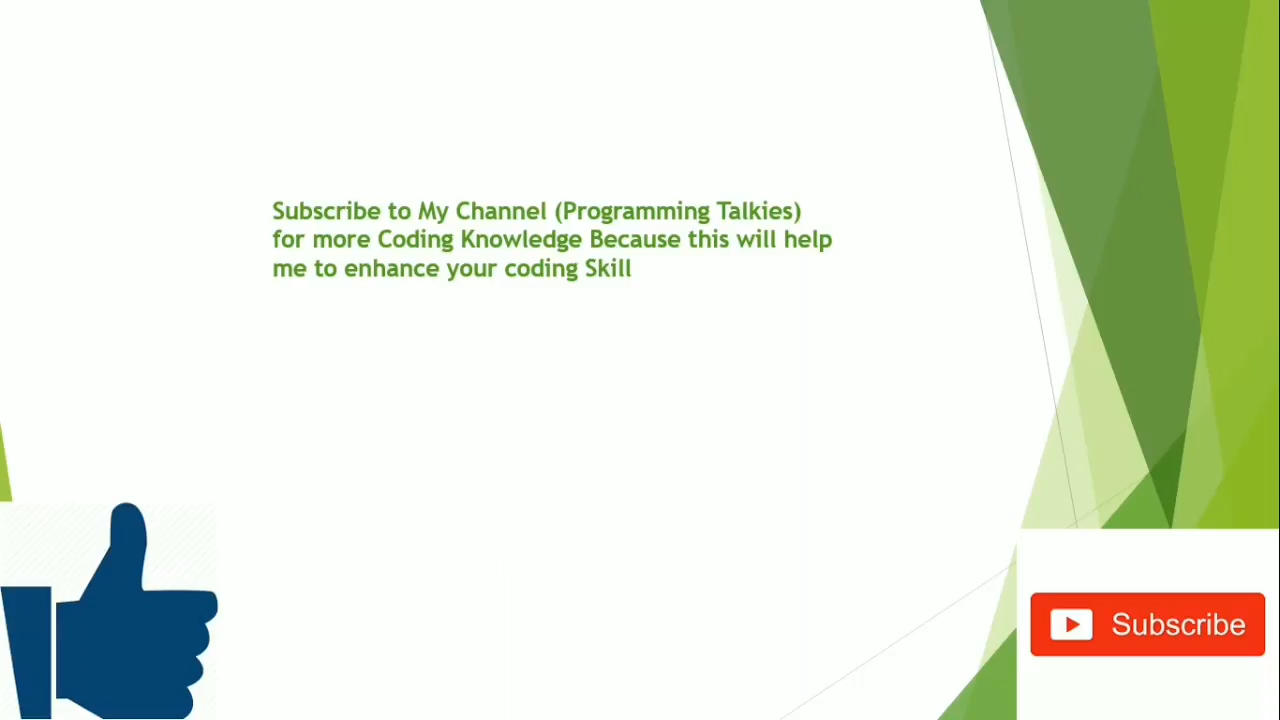 Subscribe to My Channel (Programming Talkies)
for more Coding Knowledge Because this will help
me to enhance your coding Skill
Subscribe